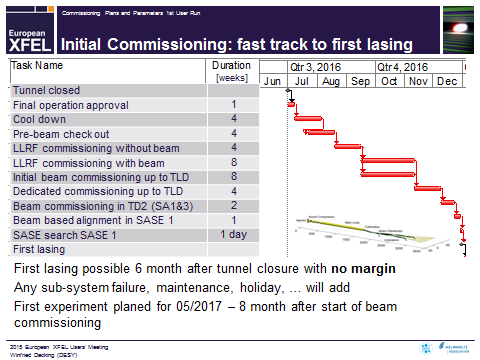 Commissioning Plans and Parameters 1st User Run
European
XFEL
Initial Commissioning: fast track to first lasing
Task Name Duration [weeks] Qtr 3, 2016 Qtr 4, 2016
Jun Jul Aug Sep Oct Nov Dec
Tunnel closed
Final operation approval 1
Cool down 4
Pre-beam check out 4
LLRF commissioning without beam 4
LLRF commissioning with beam 8
Initial beam commissioning up to TLD 8
Dedicated commissioning up to TLD 4
Beam commissioning in TD2 (SA1&3) 2
Beam based alignment in SASE 1 1
SASE search SASE 1 1 day
First lasing
First lasing possible 6 month after tunnel closure with no margin
Any sub-system failure, maintenance, holiday, ... will add
First experiment planed for 05/2017 – 8 month after start of beam
commissioning
2015 European XFEL Users' Meeting
Winfried Decking (DESY)
HELMHOLTZ
ASSOCIATION